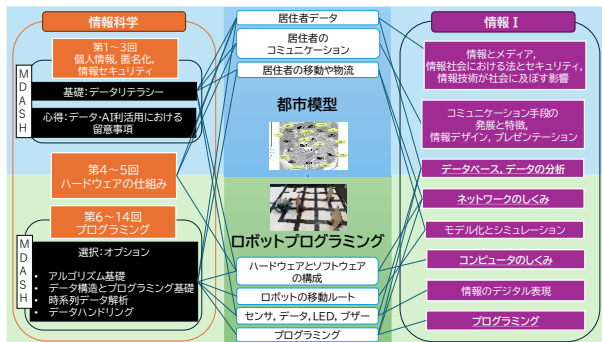 情報科学
第1~3回
個人情報, 匿名化,
情報セキュリティ
MDASH
基礎：データリテラシー
心得：データ・AI利活用における
留意事項
第4~5回
ハードウェアの仕組み
第6~14回
プログラミング
MDASH
選択：オプション
• アルゴリズム基礎
• データ構造とプログラミング基礎
• 時系列データ解析
• データハンドリング
居住者データ
居住者の
コミュニケーション
居住者の移動や物流
都市模型
ロボットプログラミング
ハードウェアとソフトウェア
の構成
ロボットの移動ルート
センサ, データ, LED, ブザー
プログラミング
情報Ⅰ
情報とメディア,
情報社会における法とセキュリティ,
情報技術が社会に及ぼす影響
コミュニケーション手段の
発展と特徴,
情報デザイン, プレゼンテーション
データベース, データの分析
ネットワークのしくみ
モデル化とシミュレーション
コンピュータのしくみ
情報のデジタル表現
プログラミング